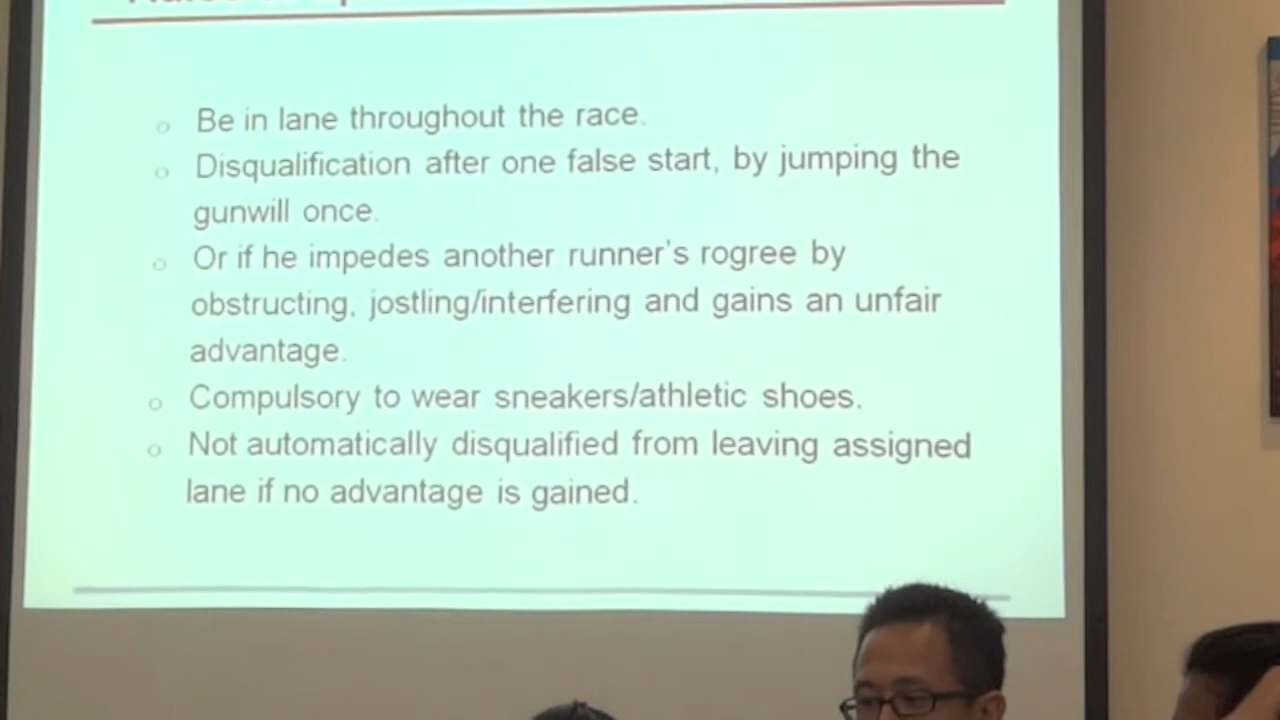 Be in lane throughout the race.
Disqualification after one false start, by jumping the
gunwill once.
Or if he impedes another runner's rogree by
obstructing, jostling/interfering and gains an unfair
advantage.
Compulsory to wear sneakers/athletic shoes.
Not automatically disqualified from leaving assigned
lane if no advantage is gained.